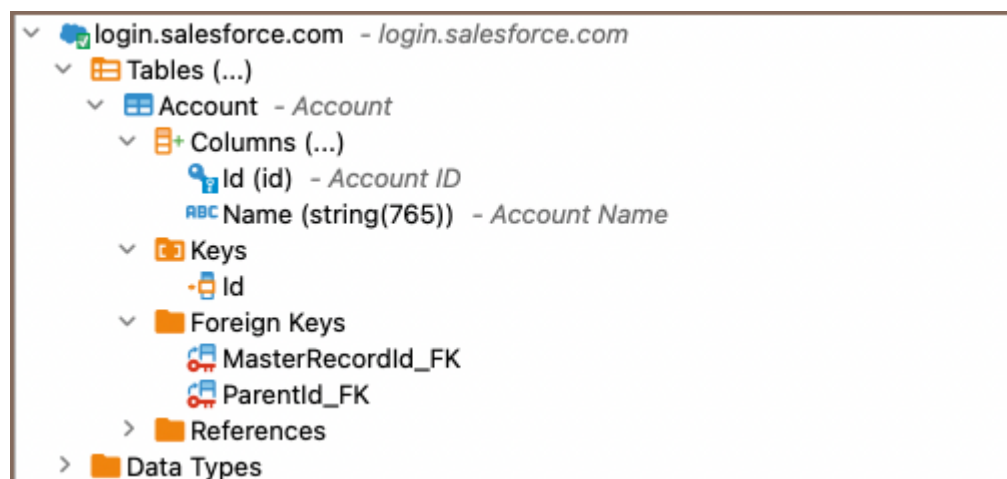 login.salesforce.com - login.salesforce.com
Tables (...)
Account - Account
Columns (...)
Id (id) - Account ID
ABC Name (string(765)) - Account Name
Keys
Id
Foreign Keys
MasterRecordId_FK
ParentId_FK
References
Data Types